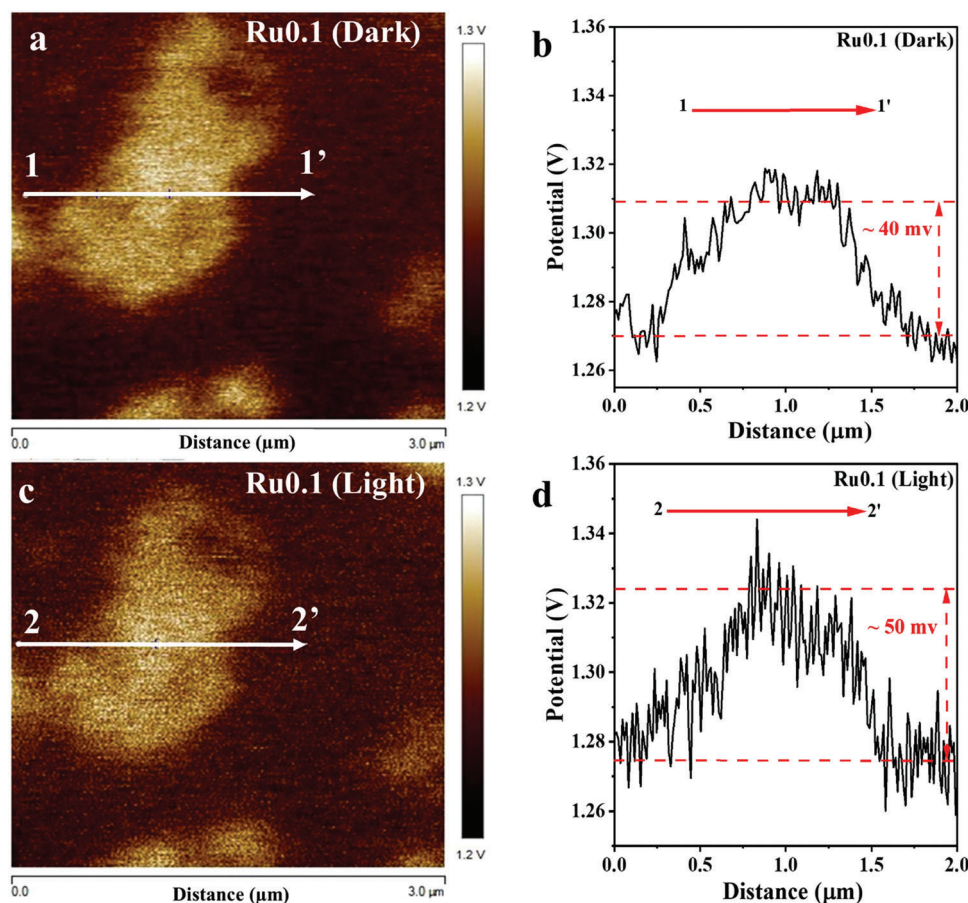 a
Ru0.1 (Dark)
1
1’
1.3 V
1.2 V
0.0
Distance (μm)
3.0 μm
b
Ru0.1 (Dark)
1
1'
~ 40 mv
1.36
1.34
1.32
1.30
1.28
1.26
Potential (V)
0.0 0.5 1.0 1.5 2.0
Distance (μm)
c
Ru0.1 (Light)
2
2’
1.3 V
1.2 V
0.0
Distance (μm)
3.0 μm
d
Ru0.1 (Light)
2
2'
~ 50 mv
1.36
1.34
1.32
1.30
1.28
1.26
Potential (V)
0.0 0.5 1.0 1.5 2.0
Distance (μm)